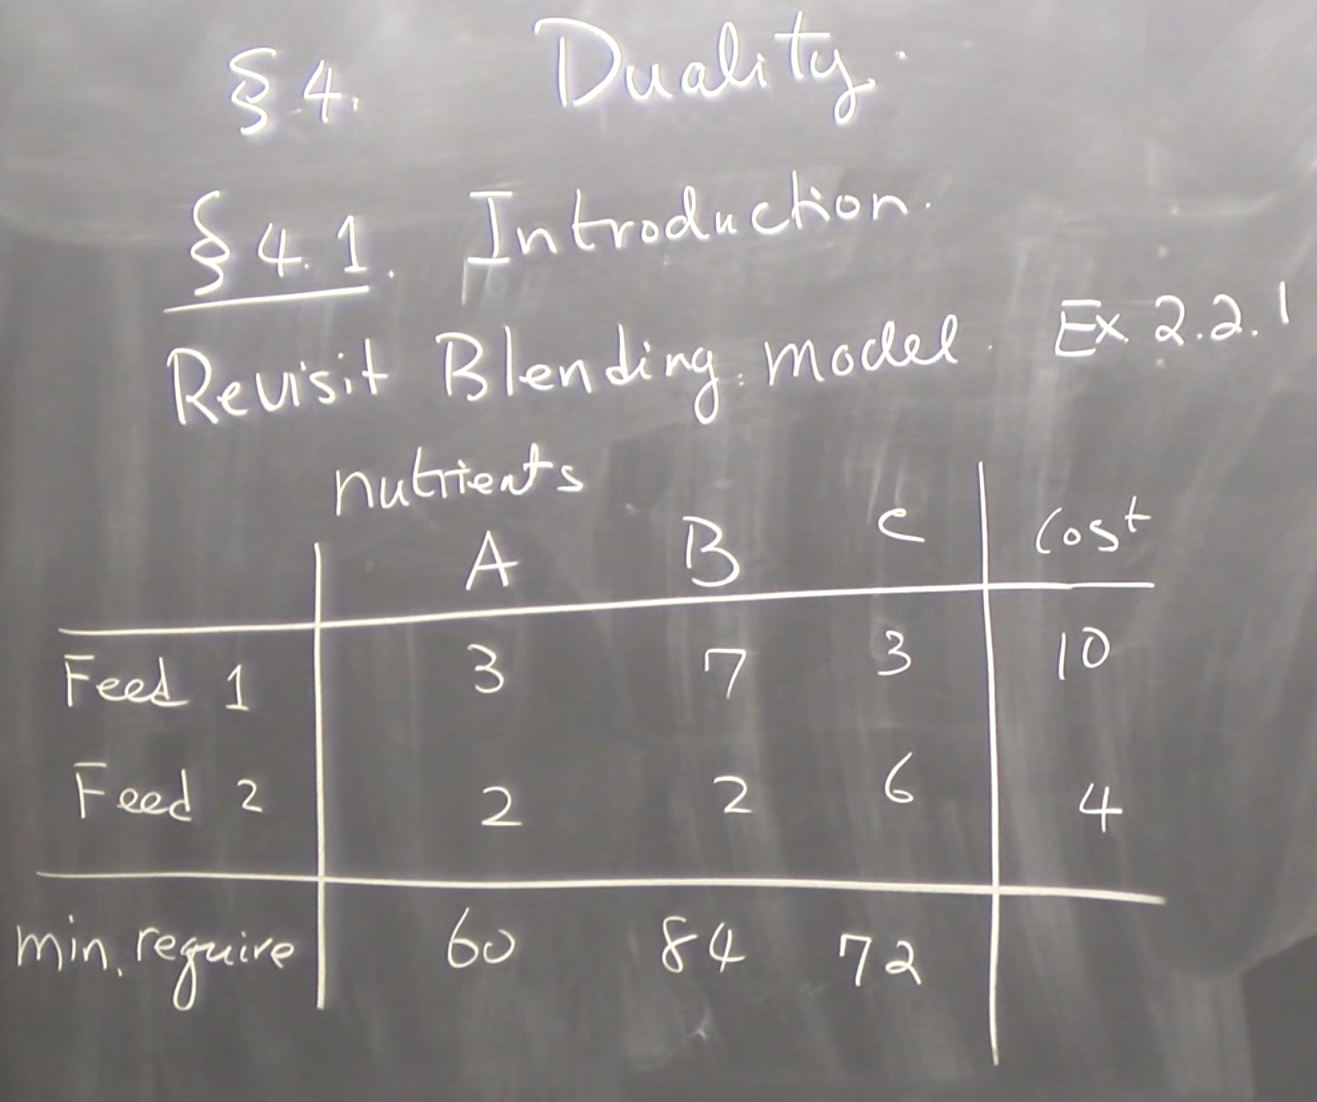 § 4. Duality.
§ 4.1. Introduction.
Revisit Blending model. Ex. 2.2.1
nutrients
A B C Cost
Feed 1 3 7 3 10
Feed 2 2 2 6 4
min. require 60 84 72